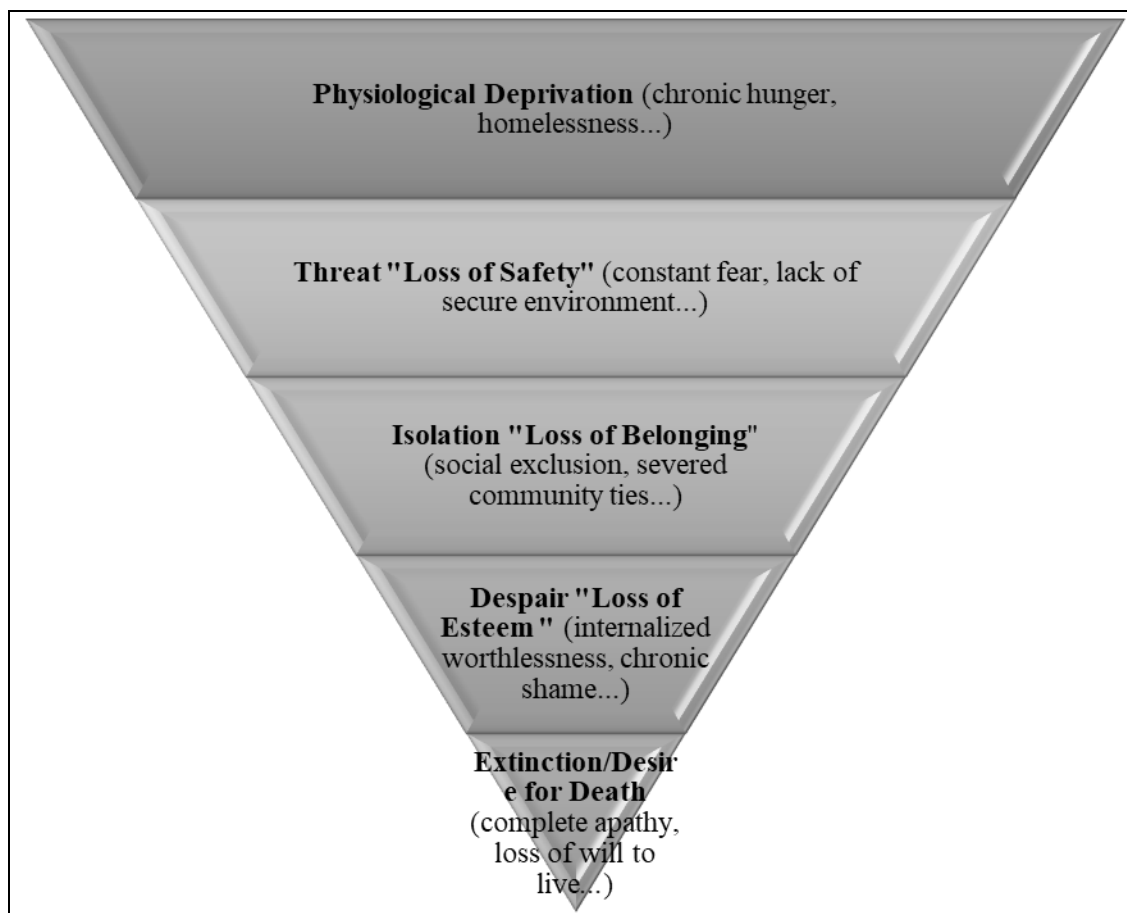 Physiological Deprivation (chronic hunger,
homelessness...)
Threat "Loss of Safety" (constant fear, lack of
secure environment...)
Isolation "Loss of Belonging"
(social exclusion, severed
community ties...)
Despair "Loss of
Esteem " (internalized
worthlessness, chronic
shame...)
Extinction/Desir
e for Death
(complete apathy,
loss of will to
live...)